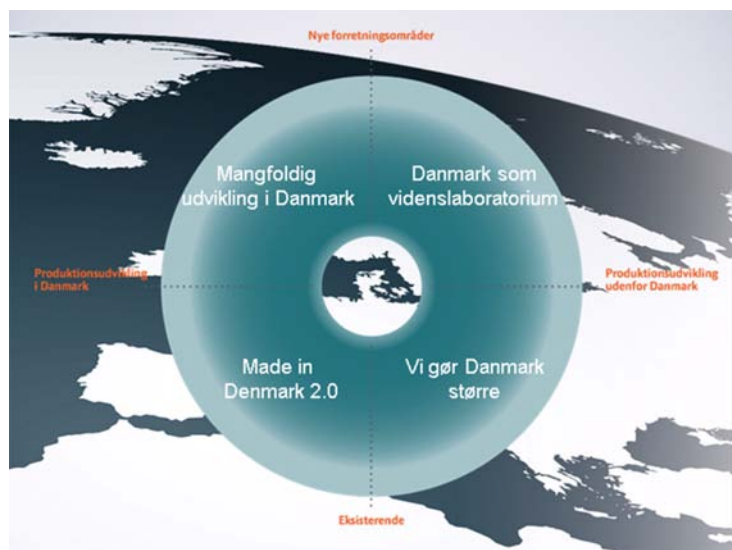 Nye forretningsområder
Mangfoldig
udvikling i Danmark
Danmark som
videnslaboratorium
Produktionsudvikling
i Danmark
Produktionsudvikling
udenfor Danmark
Made in
Denmark 2.0
Vi gør Danmark
større
Eksisterende